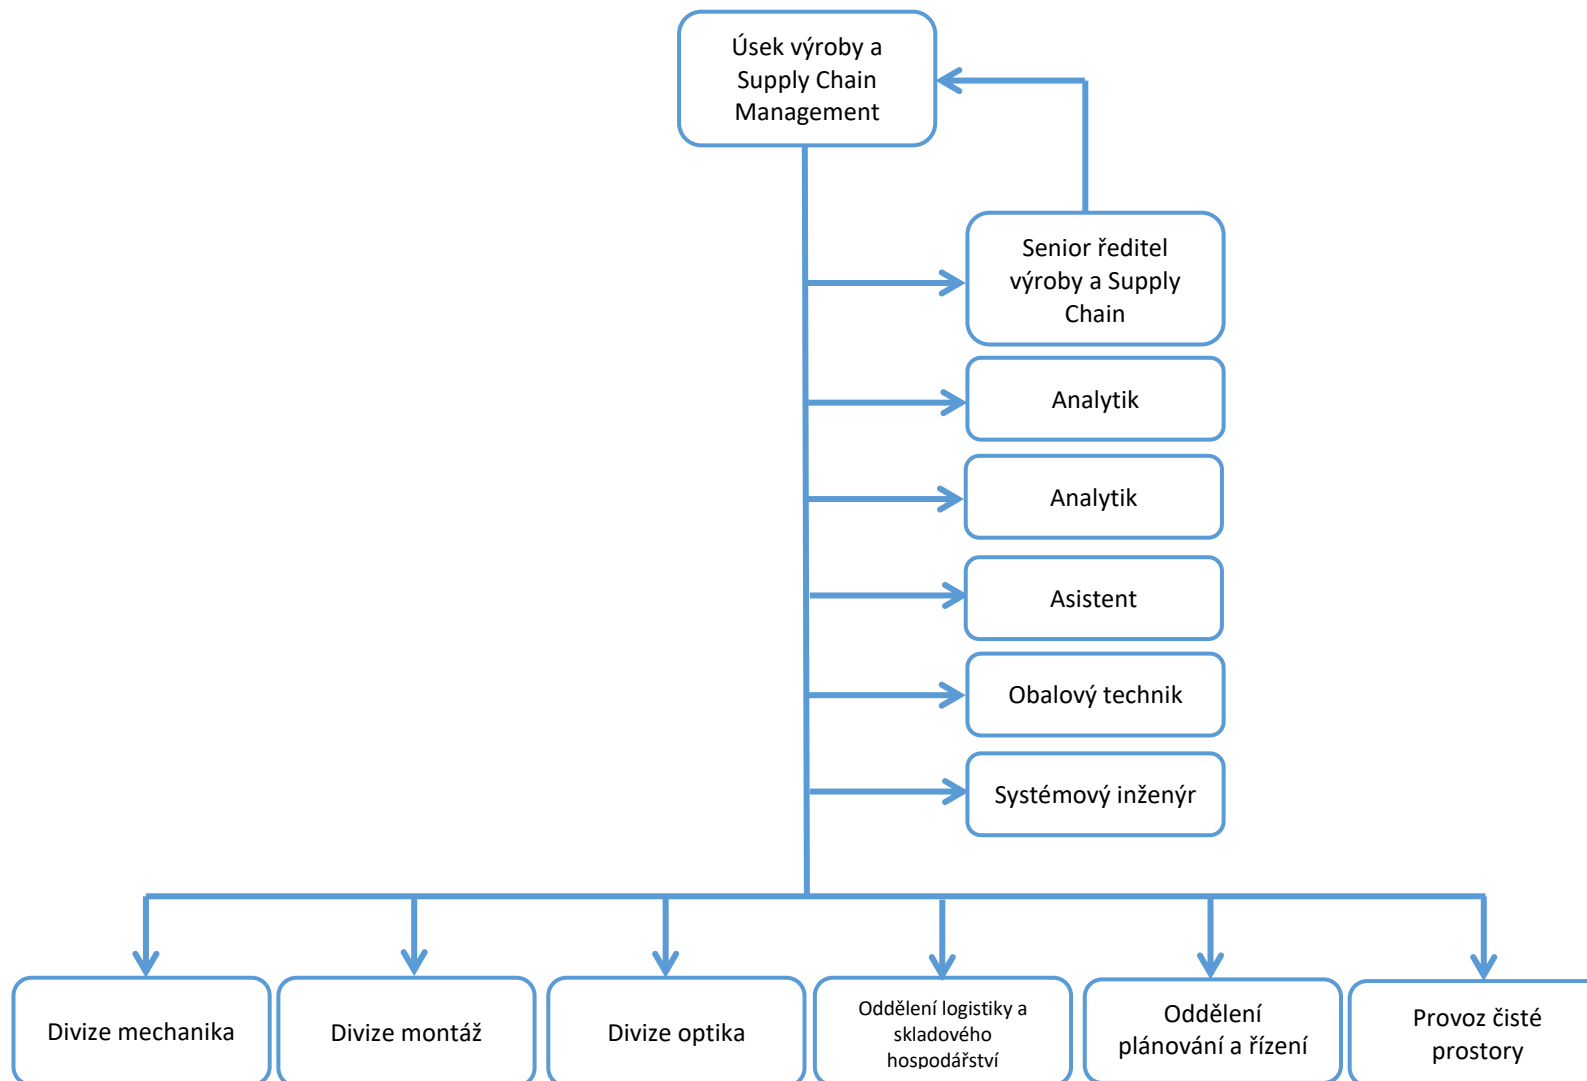 Úsek výroby a
Supply Chain
Management
Senior ředitel
výroby a Supply
Chain
Analytik
Analytik
Asistent
Obalový technik
Systémový inženýr
Divize mechanika
Divize montáž
Divize optika
Oddělení logistiky a
skladového
hospodářství
Oddělení
plánování a řízení
Provoz čisté
prostory